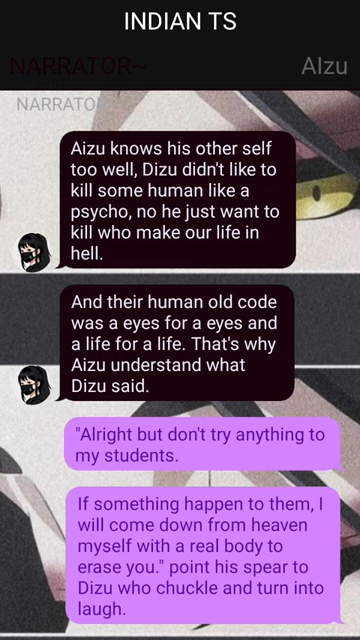 INDIAN TS
NARRATOR~
AIzu
NARRATOR
Aizu knows his other self
too well, Dizu didn't like to
kill some human like a
psycho, no he just want to
kill who make our life in
hell.
And their human old code
was a eyes for a eyes and
a life for a life. That's why
Aizu understand what
Dizu said.
"Alright but don't try anything to
my students.
If something happen to them, I
will come down from heaven
myself with a real body to
erase you." point his spear to
Dizu who chuckle and turn into
laugh.